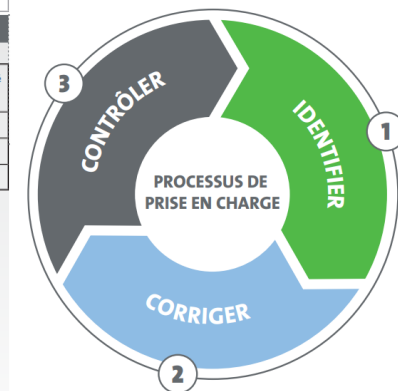 PROCESSUS DE
PRISE EN CHARGE
1
IDENTIFIER
2
CORRIGER
3
CONTRÔLER